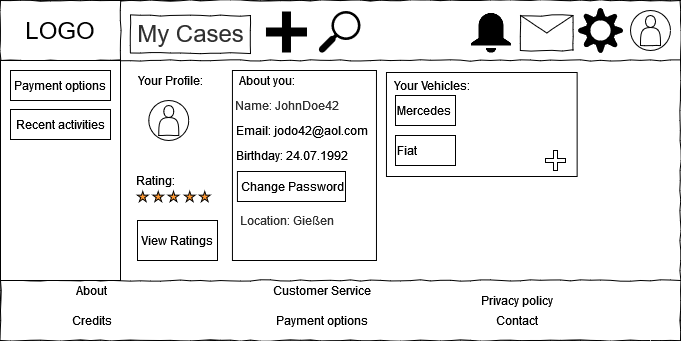 LOGO
My Cases
Payment options
Recent activities
Your Profile:
Rating:
View Ratings
About you:
Name: JohnDoe42
Email: jodo42@aol.com
Birthday: 24.07.1992
Change Password
Location: Gießen
Your Vehicles:
Mercedes
Fiat
About
Customer Service
Privacy policy
Credits
Payment options
Contact